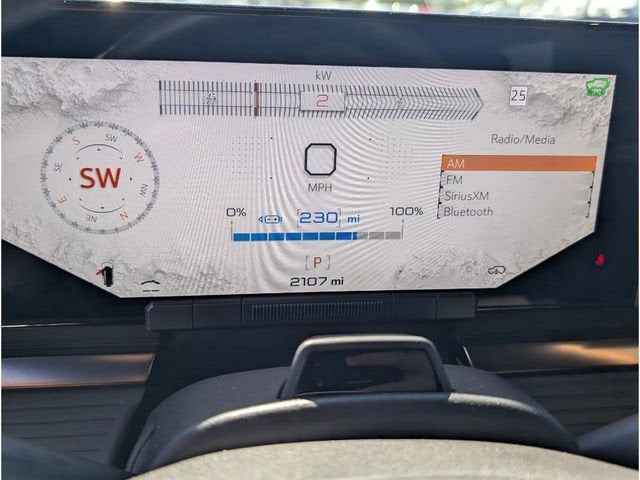 kW
2
25
Radio/Media
AM
FM
SiriusXM
Bluetooth
S
SW
W
SE
SW
NW
E
NE
N
0
MPH
0% [230] mi 100%
[P]
2107 mi